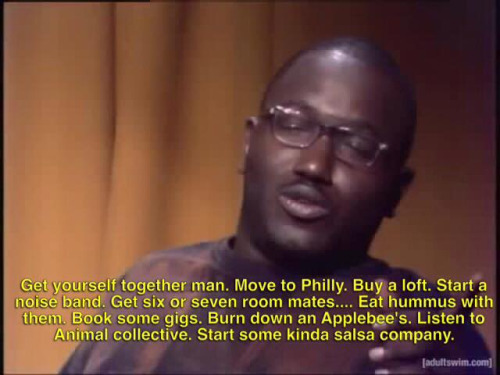 Get yourself together man. Move to Philly. Buy a loft. Start a
noise band. Get six or seven room mates.... Eat hummus with
them. Book some gigs. Burn down an Applebee's. Listen to
Animal collective. Start some kinda salsa company.
[adultswim.com]